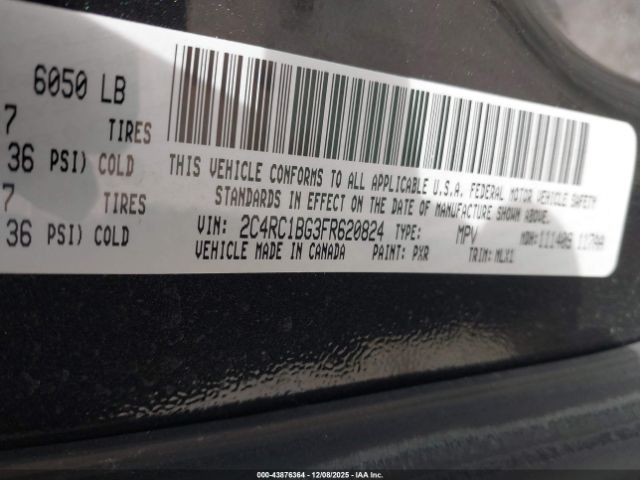 6050 LB
7 TIRES
36 PSI) COLD
7 TIRES
36 PSI) COLD
THIS VEHICLE CONFORMS TO ALL APPLICABLE U.S.A. FEDERAL MOTOR VEHICLE SAFETY
STANDARDS IN EFFECT ON THE DATE OF MANUFACTURE SHOWN ABOVE.
VIN: 2C4RC1BG3FR620824 TYPE: MPV MDH:111409
VEHICLE MADE IN CANADA PAINT: PXR TRIM: MLX1
000-43876364 | 12/08/2025 - IAA Inc.